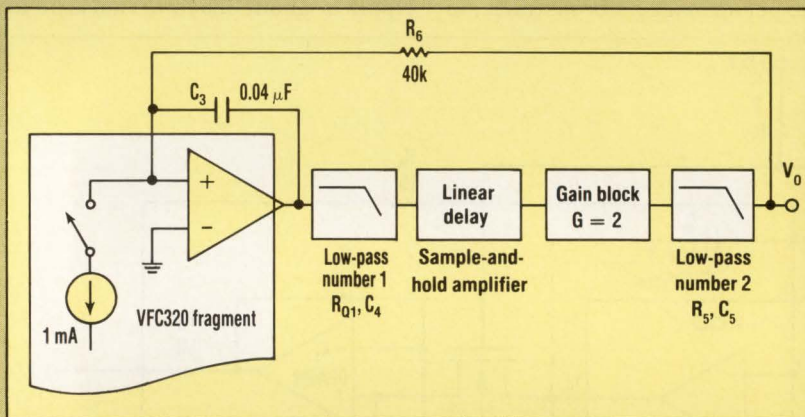 R6
40k
C3 0.04 μF
+
−
1 mA
VFC320 fragment
Low-pass
number 1
RQ1, C4
Linear
delay
Sample-and-
hold amplifier
Gain block
G = 2
Low-pass
number 2
R5, C5
VO